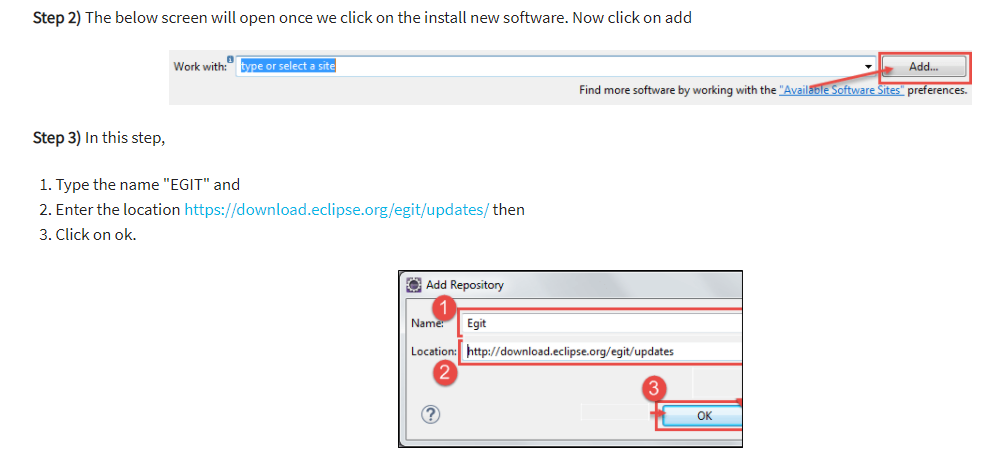 Step 2) The below screen will open once we click on the install new software. Now click on add
Work with: type or select a site Add...
Find more software by working with the "Available Software Sites" preferences.
Step 3) In this step,
1. Type the name "EGIT" and
2. Enter the location https://download.eclipse.org/egit/updates/ then
3. Click on ok.
Add Repository
1
Name: Egit
Location: http://download.eclipse.org/egit/updates
2
3
? OK